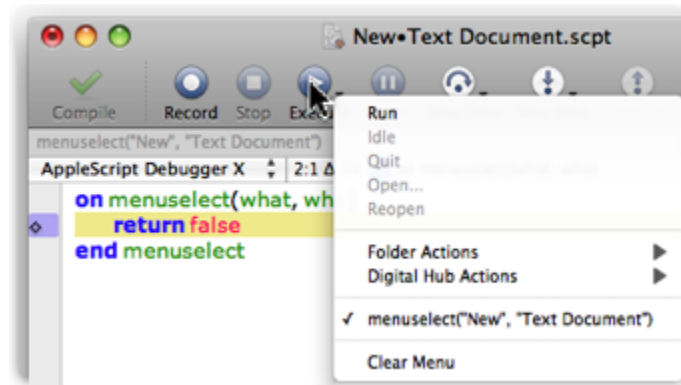 New•Text Document.scpt
Compile Record Stop
menuselect("New", "Text Document")
AppleScript Debugger X 2:1
on menuselect(what, wh
return false
end menuselect
Run
Idle
Quit
Open...
Reopen
Folder Actions
Digital Hub Actions
✓ menuselect("New", "Text Document")
Clear Menu